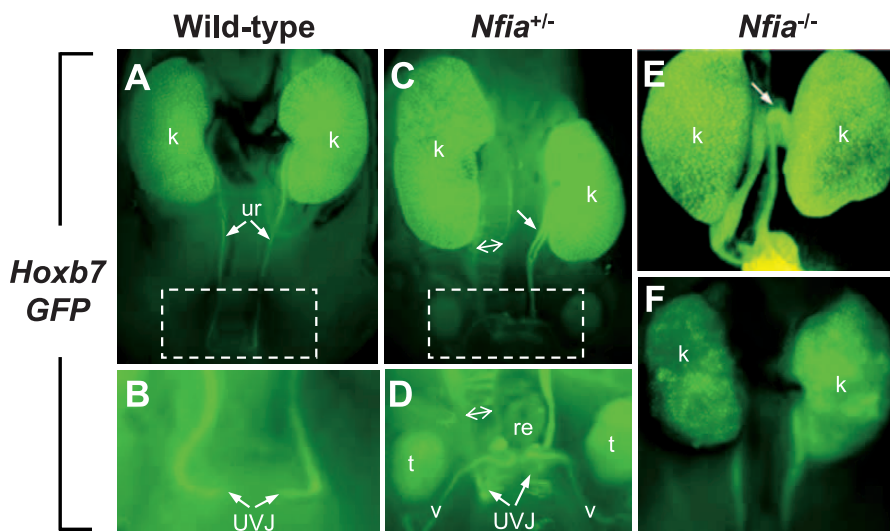 Wild-type
Nfia+/-
Nfia-/-
Hoxb7
GFP
A
k
k
ur
B
UVJ
C
k
k
D
re
t
t
v
UVJ
v
E
k
k
F
k
k